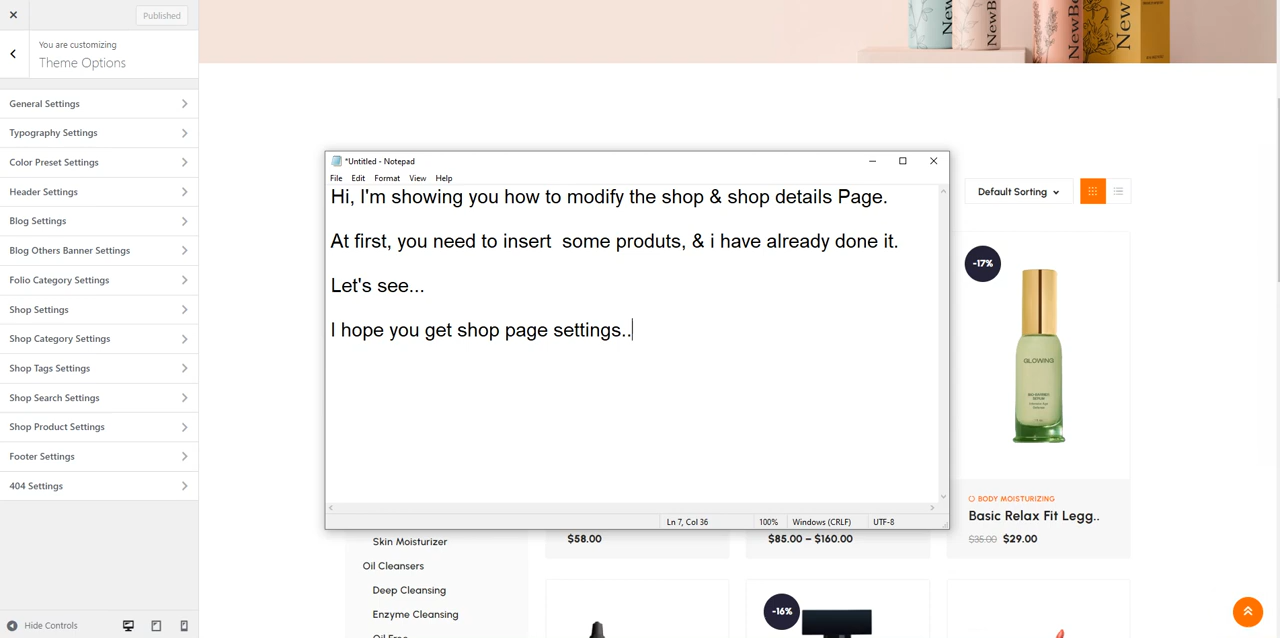 Published
You are customizing
Theme Options
General Settings
Typography Settings
Color Preset Settings
Header Settings
Blog Settings
Blog Others Banner Settings
Folio Category Settings
Shop Settings
Shop Category Settings
Shop Tags Settings
Shop Search Settings
Shop Product Settings
Footer Settings
404 Settings
Hide Controls
NewBe
New
*Untitled - Notepad
File Edit Format View Help
Hi, I'm showing you how to modify the shop & shop details Page.
At first, you need to insert  some produts, & i have already done it.
Let's see...
I hope you get shop page settings..
Ln 7, Col 36
100%
Windows (CRLF)
UTF-8
Default Sorting
-17%
GLOWING
BODY MOISTURIZING
Basic Relax Fit Legg..
$35.00 $29.00
$58.00
$85.00 – $160.00
Skin Moisturizer
Oil Cleansers
Deep Cleansing
Enzyme Cleansing
Oil Free
-16%